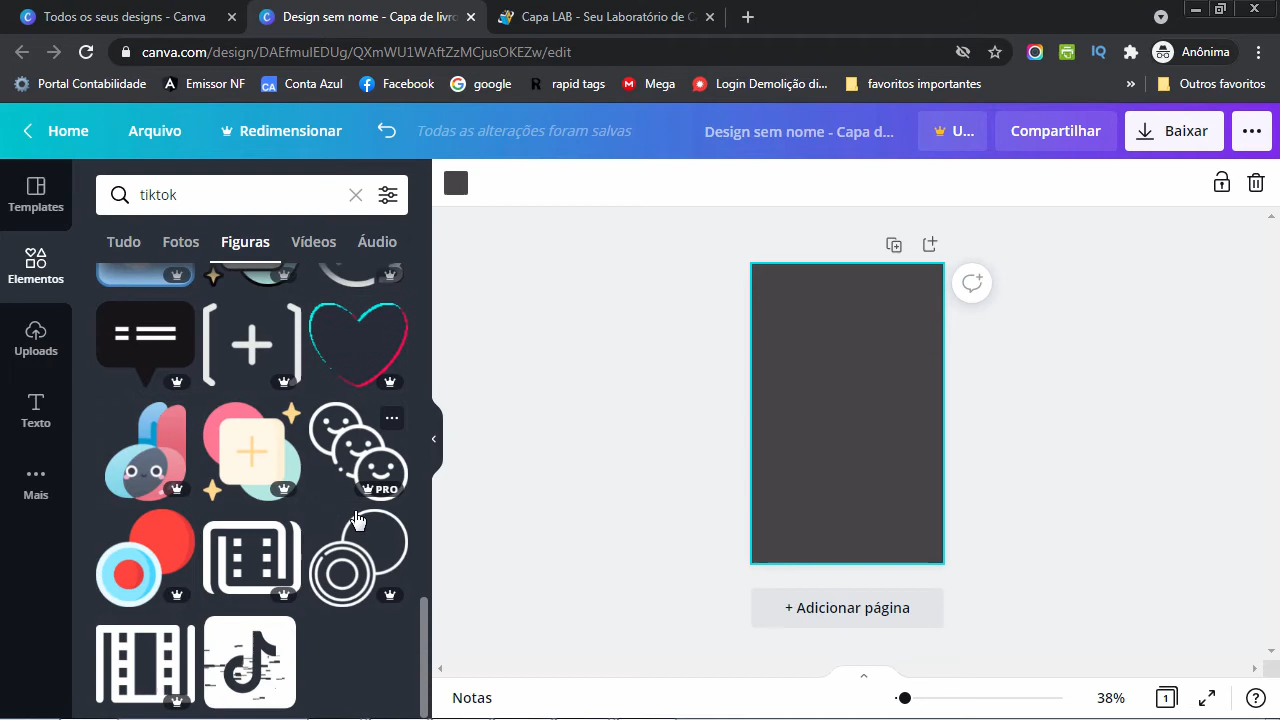 Todos os seus designs - Canva
Design sem nome - Capa de livro
Capa LAB - Seu Laboratório de C
canva.com/design/DAEfmuIEDUg/QXmWU1WAftZzMCjusOKEZw/edit
IQ
Anônima
Portal Contabilidade
A Emissor NF
CA Conta Azul
Facebook
google
R rapid tags
M Mega
Login Demolição di...
favoritos importantes
»
Outros favoritos
Home
Arquivo
Redimensionar
Todas as alterações foram salvas
Design sem nome - Capa d...
U...
Compartilhar
Baixar
Templates
Elementos
Uploads
Texto
Mais
tiktok
Tudo
Fotos
Figuras
Vídeos
Áudio
PRO
+ Adicionar página
Notas
38%
1
?